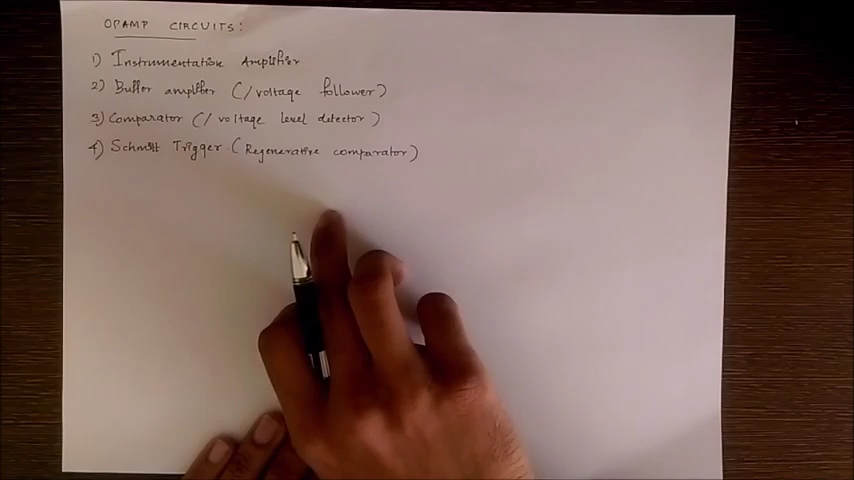 OPAMP CIRCUITS:
1) Instrumentation Amplifier
2) Buffer amplifier (/voltage follower)
3) Comparator (/voltage level detector)
4) Schmitt Trigger (Regenerative comparator)